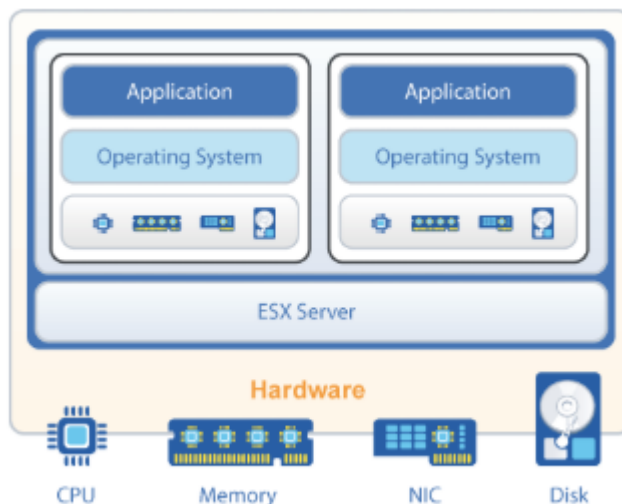 Application Application
Operating System Operating System
ESX Server
Hardware
CPU Memory NIC Disk